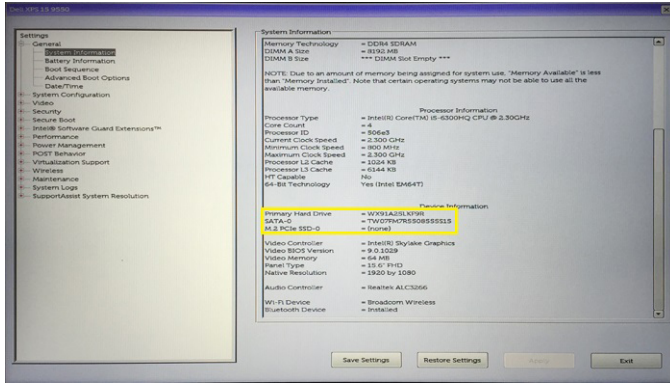 Dell XPS 15 9550
Settings
General
System Information
Battery Information
Boot Sequence
Advanced Boot Options
Date/Time
System Configuration
Video
Security
Secure Boot
Intel® Software Guard Extensions™
Performance
Power Management
POST Behavior
Virtualization Support
Wireless
Maintenance
System Logs
SupportAssist System Resolution
System Information
Memory Technology = DDR4 SDRAM
DIMM A Size = 8192 MB
DIMM B Size *** DIMM Slot Empty ***
NOTE: Due to an amount of memory being assigned for system use, "Memory Available" is less
than "Memory Installed". Note that certain operating systems may not be able to use all the
available memory.
Processor Information
Processor Type = Intel(R) Core(TM) i5-6300HQ CPU @ 2.30GHz
Core Count = 4
Processor ID = 506e3
Current Clock Speed = 2.300 GHz
Minimum Clock Speed = 800 MHz
Maximum Clock Speed = 2.300 GHz
Processor L2 Cache = 1024 KB
Processor L3 Cache = 6144 KB
HT Capable No
64-Bit Technology Yes (Intel EM64T)
Device Information
Primary Hard Drive =
SATA-0 =
M.2 PCIe SSD-0 = (none)
Video Controller = Intel(R) Skylake Graphics
Video BIOS Version = 9.0.1029
Video Memory = 64 MB
Panel Type = 15.6" FHD
Native Resolution = 1920 by 1080
Audio Controller = Realtek ALC3266
Wi-Fi Device = Broadcom Wireless
Bluetooth Device = Installed
Save Settings Restore Settings Apply Exit